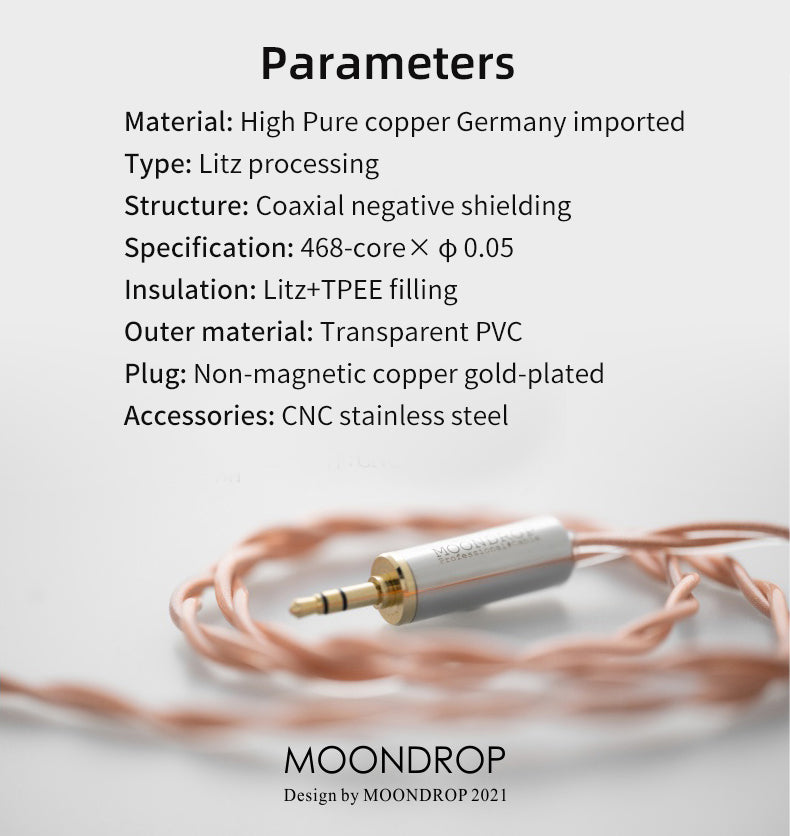 Parameters
Material: High Pure copper Germany imported
Type: Litz processing
Structure: Coaxial negative shielding
Specification: 468-core× φ 0.05
Insulation: Litz+TPEE filling
Outer material: Transparent PVC
Plug: Non-magnetic copper gold-plated
Accessories: CNC stainless steel
MOONDROP
Professional Cable
MOONDROP
Design by MOONDROP 2021